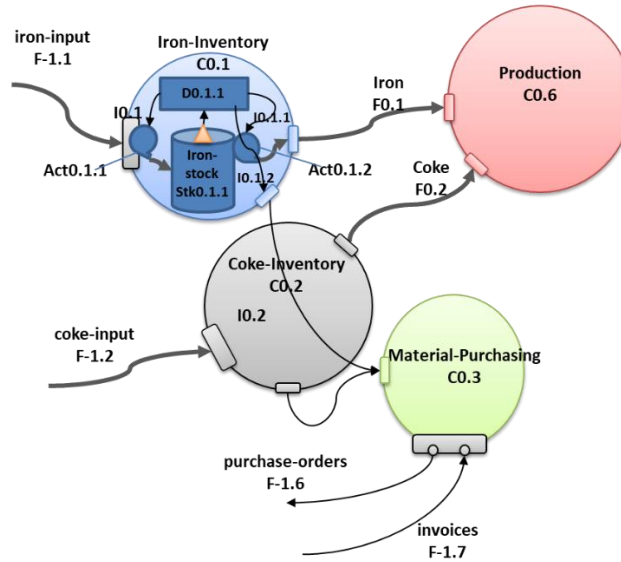 iron-input
F-1.1
Iron-Inventory
C0.1
D0.1.1
I0.1
I0.1.1
Iron-
stock
Stk0.1.1
I0.1.2
Act0.1.1
Act0.1.2
Iron
F0.1
Production
C0.6
Coke
F0.2
Coke-Inventory
C0.2
I0.2
coke-input
F-1.2
Material-Purchasing
C0.3
purchase-orders
F-1.6
invoices
F-1.7